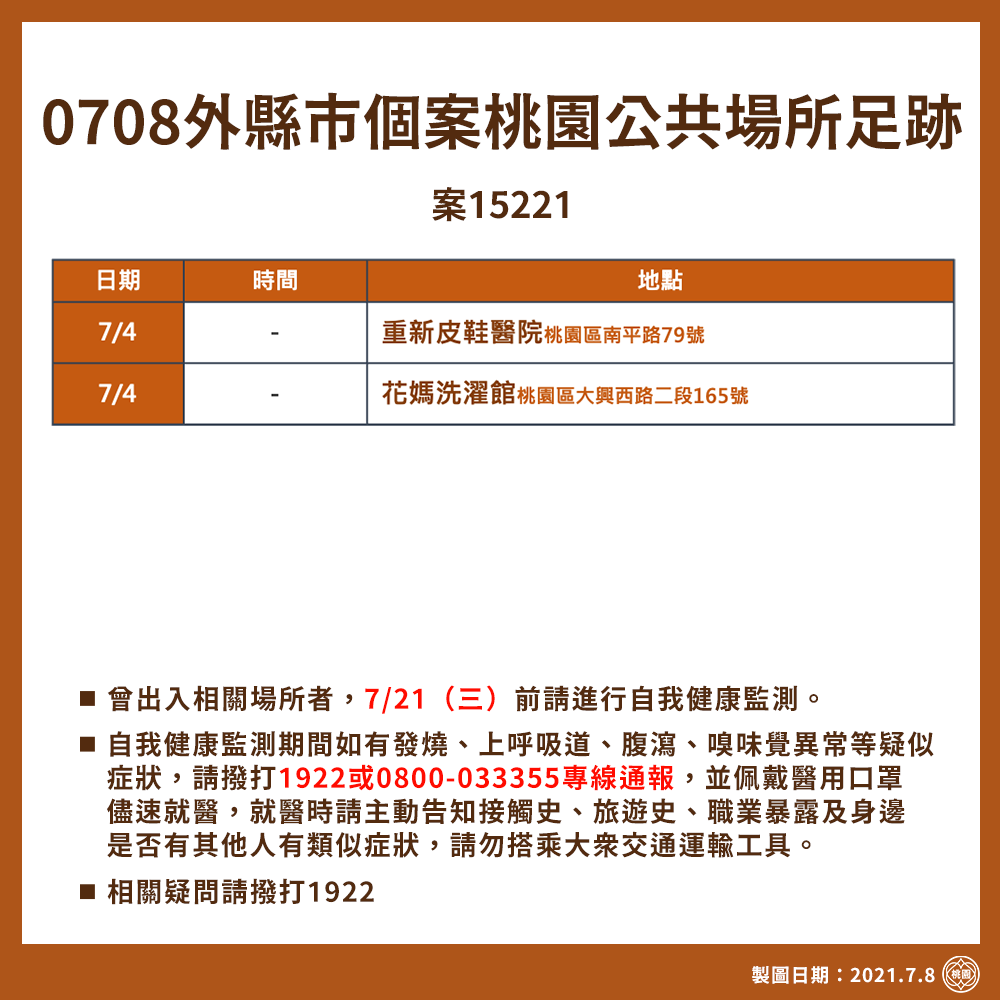 0708外縣市個案桃園公共場所足跡
案15221
日期 時間 地點
7/4 - 重新皮鞋醫院桃園區南平路79號
7/4 - 花媽洗濯館桃園區大興西路二段165號
■ 曾出入相關場所者，7/21（三）前請進行自我健康監測。
■ 自我健康監測期間如有發燒、上呼吸道、腹瀉、嗅味覺異常等疑似
症狀，請撥打1922或0800-033355專線通報，並佩戴醫用口罩
儘速就醫，就醫時請主動告知接觸史、旅遊史、職業暴露及身邊
是否有其他人有類似症狀，請勿搭乘大眾交通運輸工具。
■ 相關疑問請撥打1922
製圖日期：2021.7.8 桃園